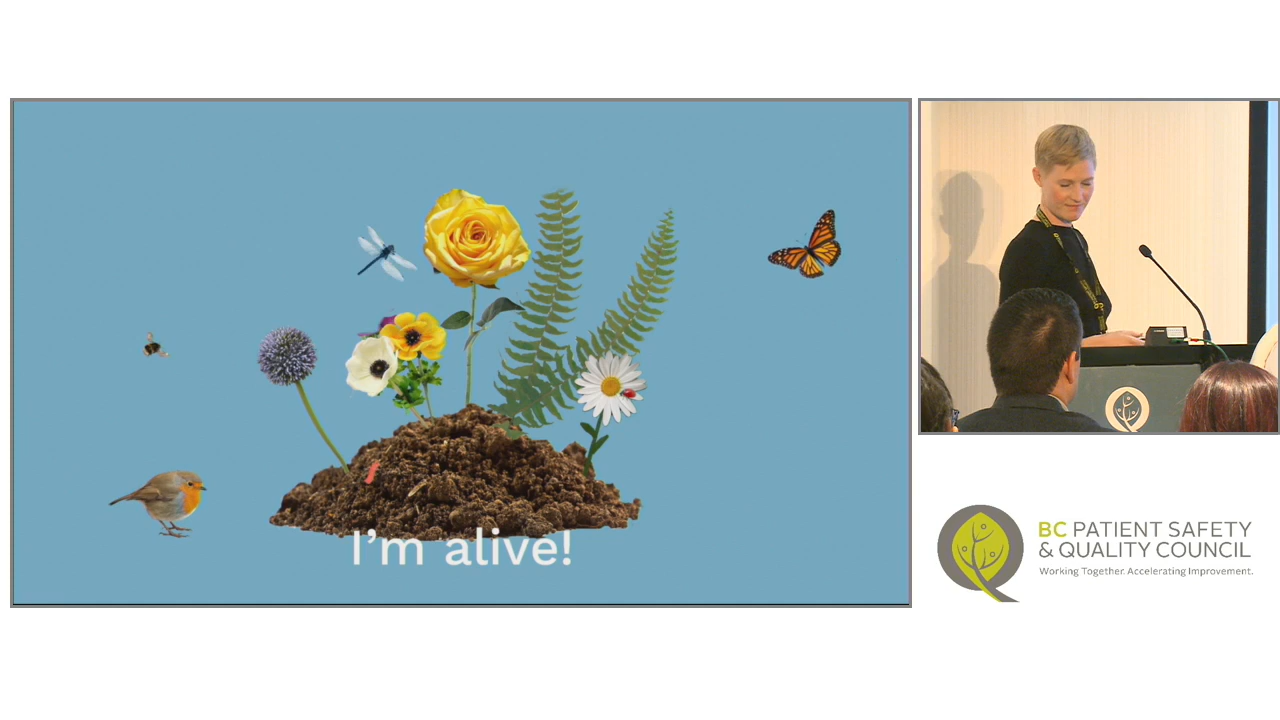 I'm alive!
BC PATIENT SAFETY
& QUALITY COUNCIL
Working Together. Accelerating Improvement.